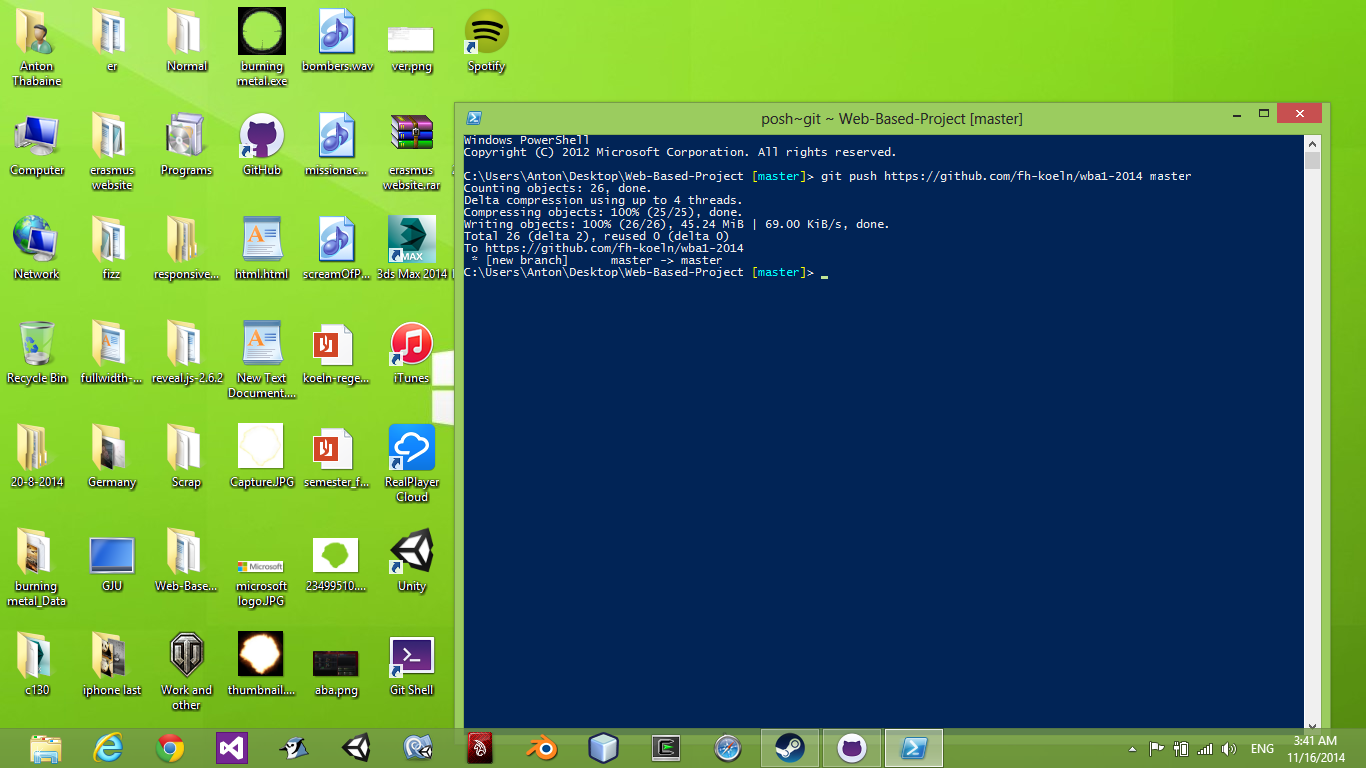 Anton Thabaine
er
Normal
burning metal.exe
bombers.wav
ver.png
Spotify
Computer
erasmus website
Programs
GitHub
missionac...
erasmus website.rar
Network
fizz
responsive...
html.html
screamOfP...
3ds Max 2014
MAX
Recycle Bin
fullwidth-...
reveal.js-2.6.2
New Text Document....
koeln-rege...
iTunes
20-8-2014
Germany
Scrap
Capture.JPG
semester_f...
RealPlayer Cloud
burning metal_Data
GJU
Web-Base...
Microsoft
microsoft logo.JPG
23499510....
Unity
c130
iphone last
Work and other
thumbnail....
aba.png
Git Shell
posh~git ~ Web-Based-Project [master]
Windows PowerShell
Copyright (C) 2012 Microsoft Corporation. All rights reserved.
C:\Users\Anton\Desktop\Web-Based-Project [master]> git push https://github.com/fh-koeln/wba1-2014 master
Counting objects: 26, done.
Delta compression using up to 4 threads.
Compressing objects: 100% (25/25), done.
Writing objects: 100% (26/26), 45.24 MiB | 69.00 KiB/s, done.
Total 26 (delta 2), reused 0 (delta 0)
To https://github.com/fh-koeln/wba1-2014
 * [new branch]      master -> master
C:\Users\Anton\Desktop\Web-Based-Project [master]>
ENG
3:41 AM
11/16/2014